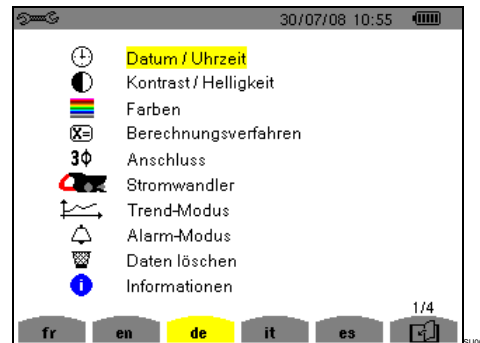 30/07/08 10:55
Datum / Uhrzeit
Kontrast / Helligkeit
Farben
X= Berechnungsverfahren
3Φ Anschluss
Stromwandler
Trend-Modus
Alarm-Modus
Daten löschen
i Informationen
1/4
fr en de it es